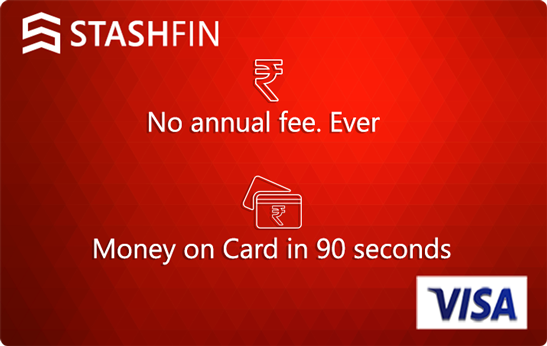 STASHFIN
₹
No annual fee. Ever
₹
Money on Card in 90 seconds
VISA